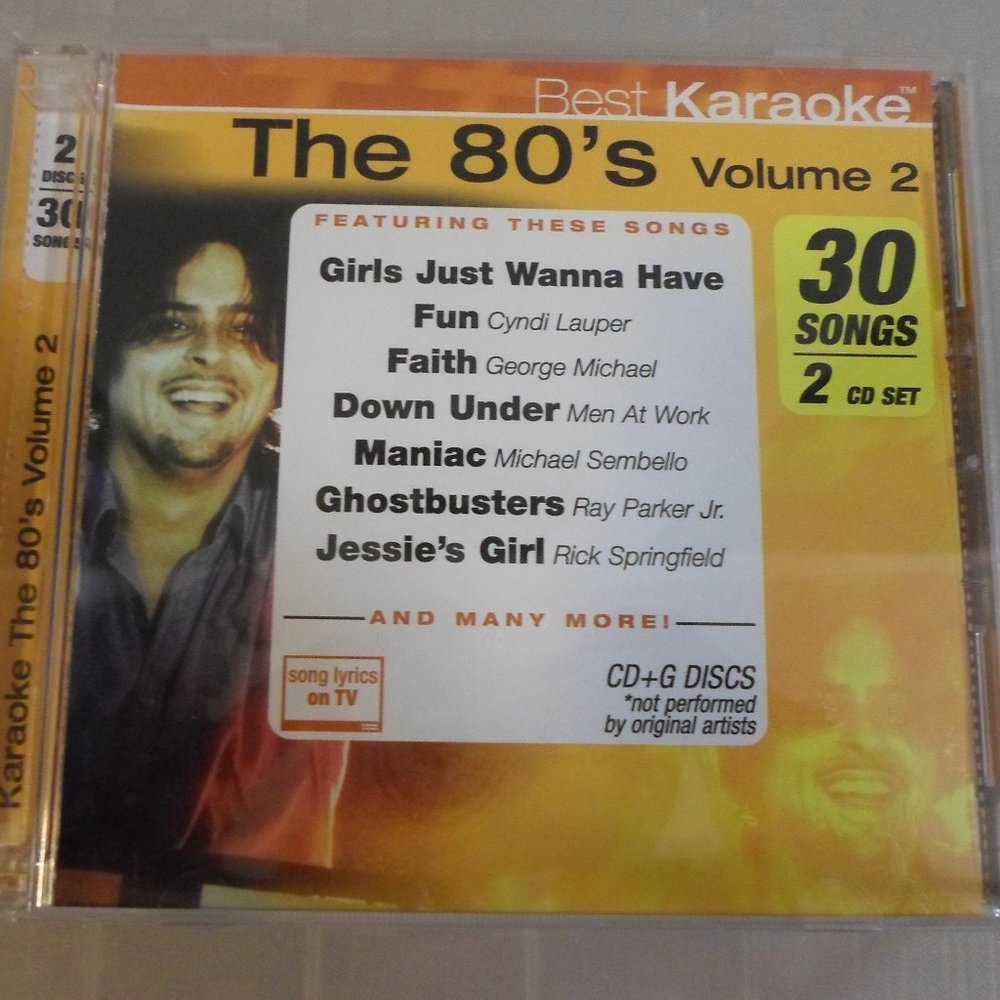 Best Karaoke™
The 80's Volume 2
2
DISCS
30
SONGS
Karaoke The 80's Volume 2
FEATURING THESE SONGS
Girls Just Wanna Have
Fun Cyndi Lauper
Faith George Michael
Down Under Men At Work
Maniac Michael Sembello
Ghostbusters Ray Parker Jr.
Jessie's Girl Rick Springfield
AND MANY MORE!
song lyrics
on TV
CD+G DISCS
*not performed
by original artists
30
SONGS
2 CD SET